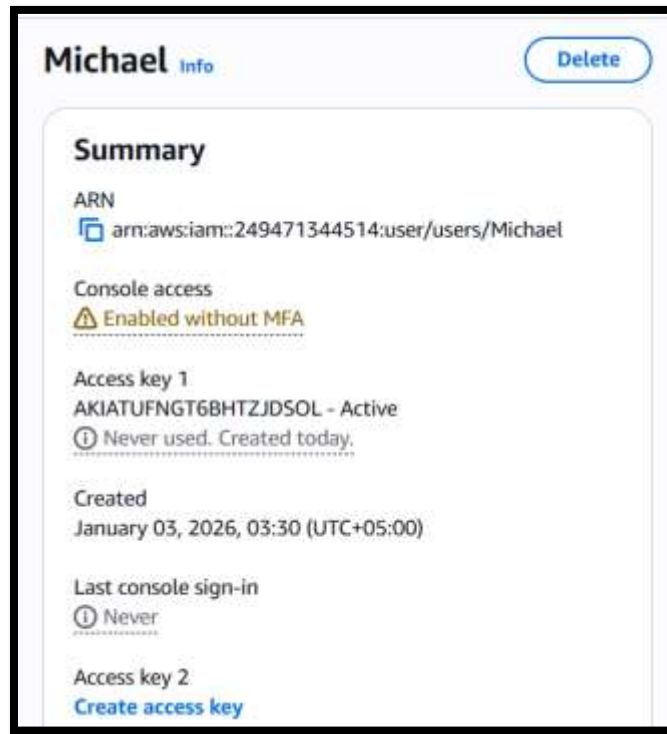 Michael Info
Delete
Summary
ARN
arn:aws:iam::249471344514:user/users/Michael
Console access
Enabled without MFA
Access key 1
AKIATUFNGT6BHTZJDSOL - Active
Never used. Created today.
Created
January 03, 2026, 03:30 (UTC+05:00)
Last console sign-in
Never
Access key 2
Create access key